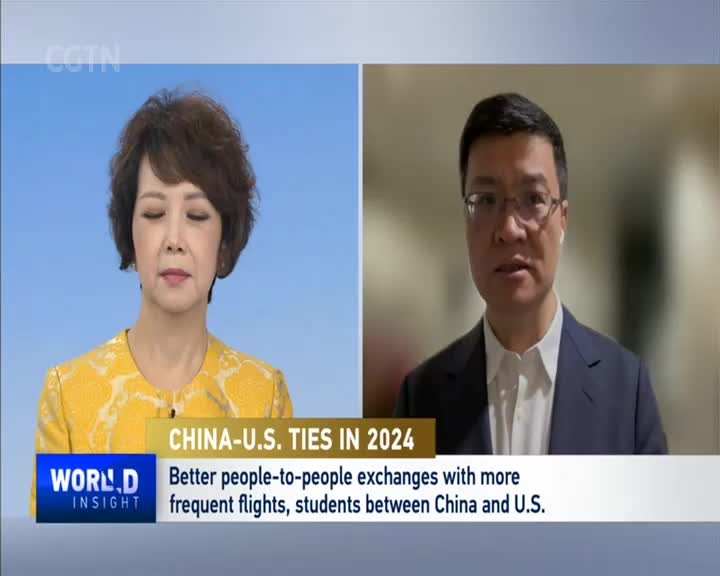 CGTN
CHINA-U.S. TIES IN 2024
WORLD
INSIGHT
Better people-to-people exchanges with more
frequent flights, students between China and U.S.